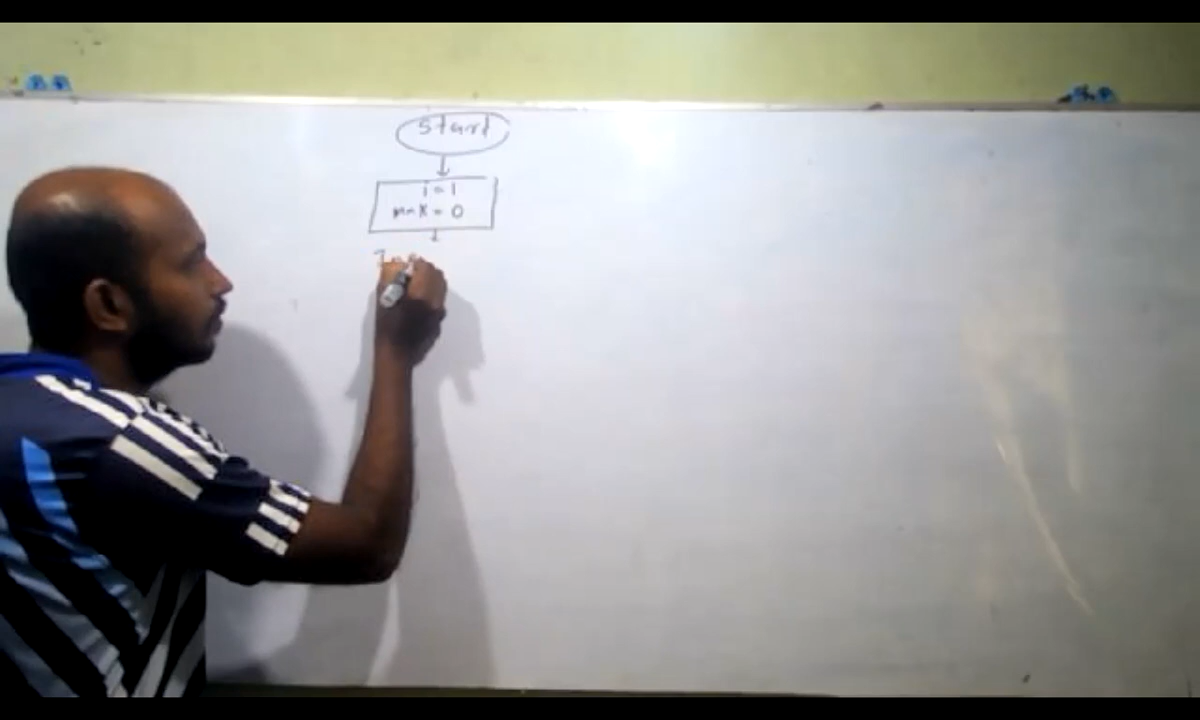 Start
i = 1
max = 0